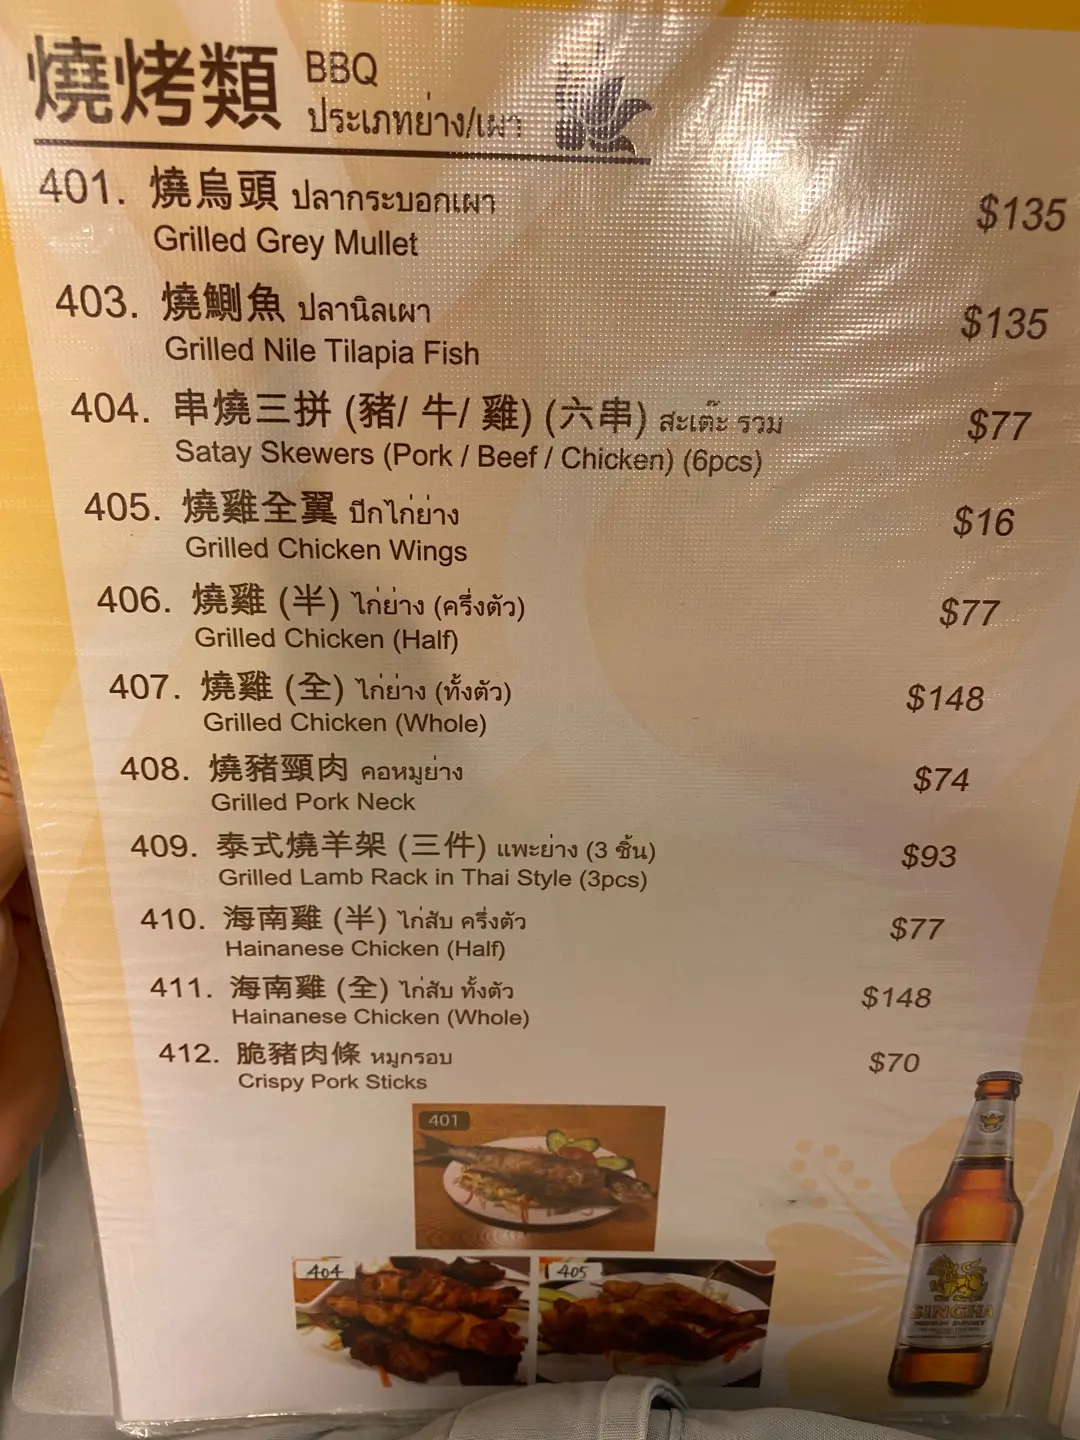 燒烤類 BBQ
ประเภทย่าง/เผา
401. 燒烏頭 ปลากระบอกเผา $135
Grilled Grey Mullet
403. 燒鰂魚 ปลานิลเผา $135
Grilled Nile Tilapia Fish
404. 串燒三拼 (豬/ 牛/ 雞) (六串) สะเต๊ะ รวม $77
Satay Skewers (Pork / Beef / Chicken) (6pcs)
405. 燒雞全翼 ปีกไก่ย่าง $16
Grilled Chicken Wings
406. 燒雞 (半) ไก่ย่าง (ครึ่งตัว) $77
Grilled Chicken (Half)
407. 燒雞 (全) ไก่ย่าง (ทั้งตัว) $148
Grilled Chicken (Whole)
408. 燒豬頸肉 คอหมูย่าง $74
Grilled Pork Neck
409. 泰式燒羊架 (三件) แพะย่าง (3 ชิ้น) $93
Grilled Lamb Rack in Thai Style (3pcs)
410. 海南雞 (半) ไก่สับ ครึ่งตัว $77
Hainanese Chicken (Half)
411. 海南雞 (全) ไก่สับ ทั้งตัว $148
Hainanese Chicken (Whole)
412. 脆豬肉條 หมูกรอบ $70
Crispy Pork Sticks
401
404
405
SINGHA